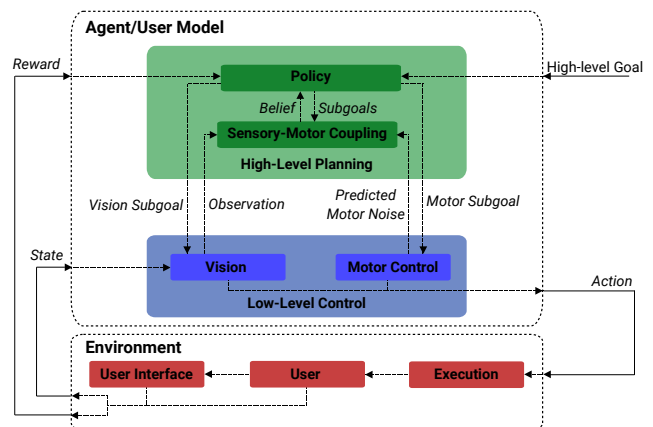 Agent/User Model
Reward
Policy
High-level Goal
Belief
Subgoals
Sensory-Motor Coupling
High-Level Planning
Vision Subgoal
Observation
Predicted
Motor Noise
Motor Subgoal
State
Vision
Motor Control
Action
Low-Level Control
Environment
User Interface
User
Execution